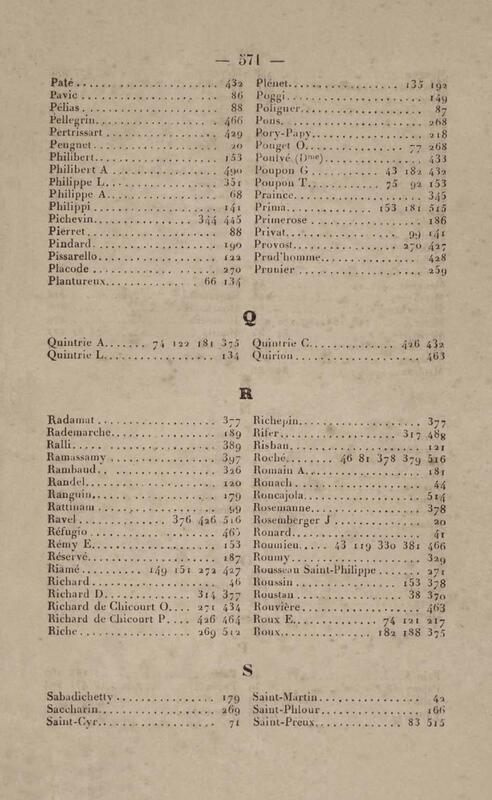 — 571 —
Paté 432
Pavie 86
Pélias 88
Pellegrin 466
Pertrissart 429
Peugnet 20
Philibert 153
Philibert A 490
Philippe L 351
Philippe A 68
Philippi 141
Pichevin 344 445
Pierret 88
Pindard 190
Pissarello 122
Placode 270
Plantureux 66 134
Plénet 135 192
Poggi 149
Poligner 87
Pons 268
Pory-Papy 218
Pouget O 77 268
Poulvé (Dme) 433
Poupon G 43 182 432
Poupon T 75 92 153
Praince 345
Prima 153 181 545
Primerose 186
Privat 99 141
Provost 270 427
Prud'homme 428
Prunier 259
Q
Quintrie A 74 122 181 375
Quintrie L 134
Quintrie C 426 432
Quirion 463
R
Radamat 377
Rademarche 189
Ralli 389
Ramassamy 397
Rambaud 326
Randel 120
Ranguin 179
Rattinam 99
Ravel 376 426 516
Réfugio 465
Rémy E 153
Réservé 187
Riamé 149 151 272 427
Richard 46
Richard D 314 377
Richard de Chicourt O 271 434
Richard de Chicourt P 426 464
Riche 269 512
Richepin 377
Rifer 317 488
Risban 121
Roché 46 81 378 379 526
Romain A 181
Ronach 44
Roncajola 514
Rosemanne 378
Rosemberger J 20
Rouard 41
Roumieu 43 119 330 381 466
Roumy 329
Rousseau Saint-Philippe 271
Roussin 153 378
Roustan 38 370
Rouvière 463
Roux E 74 121 217
Roux 182 188 375
S
Sabadichetty 179
Saccharin 269
Saint-Cyr 71
Saint-Martin 42
Saint-Phlour 166
Saint-Preux 83 515